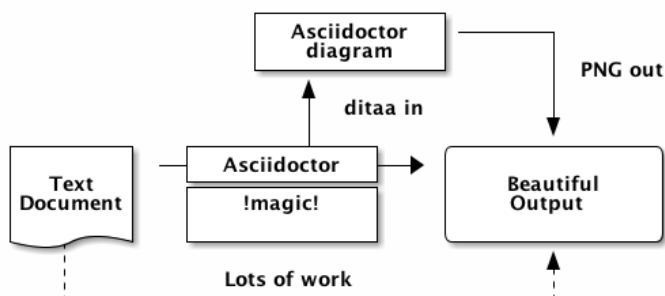 Asciidoctor
diagram
PNG out
ditaa in
Asciidoctor
Text
Document
!magic!
Beautiful
Output
Lots of work